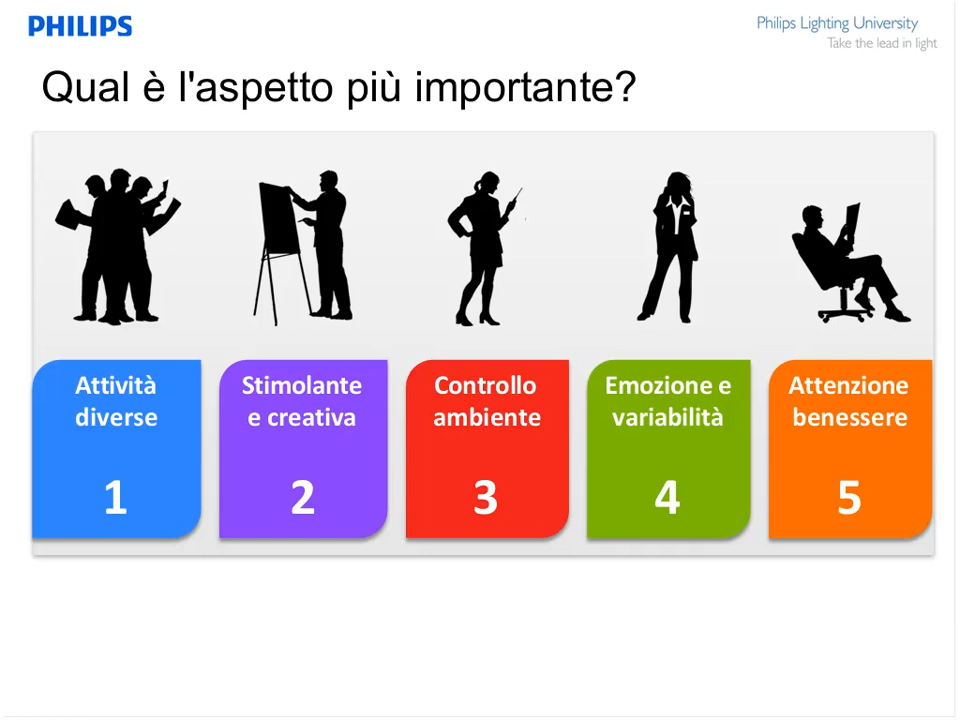 PHILIPS
Philips Lighting University
Take the lead in light
Qual è l'aspetto più importante?
Attività
diverse
1
Stimolante
e creativa
2
Controllo
ambiente
3
Emozione e
variabilità
4
Attenzione
benessere
5